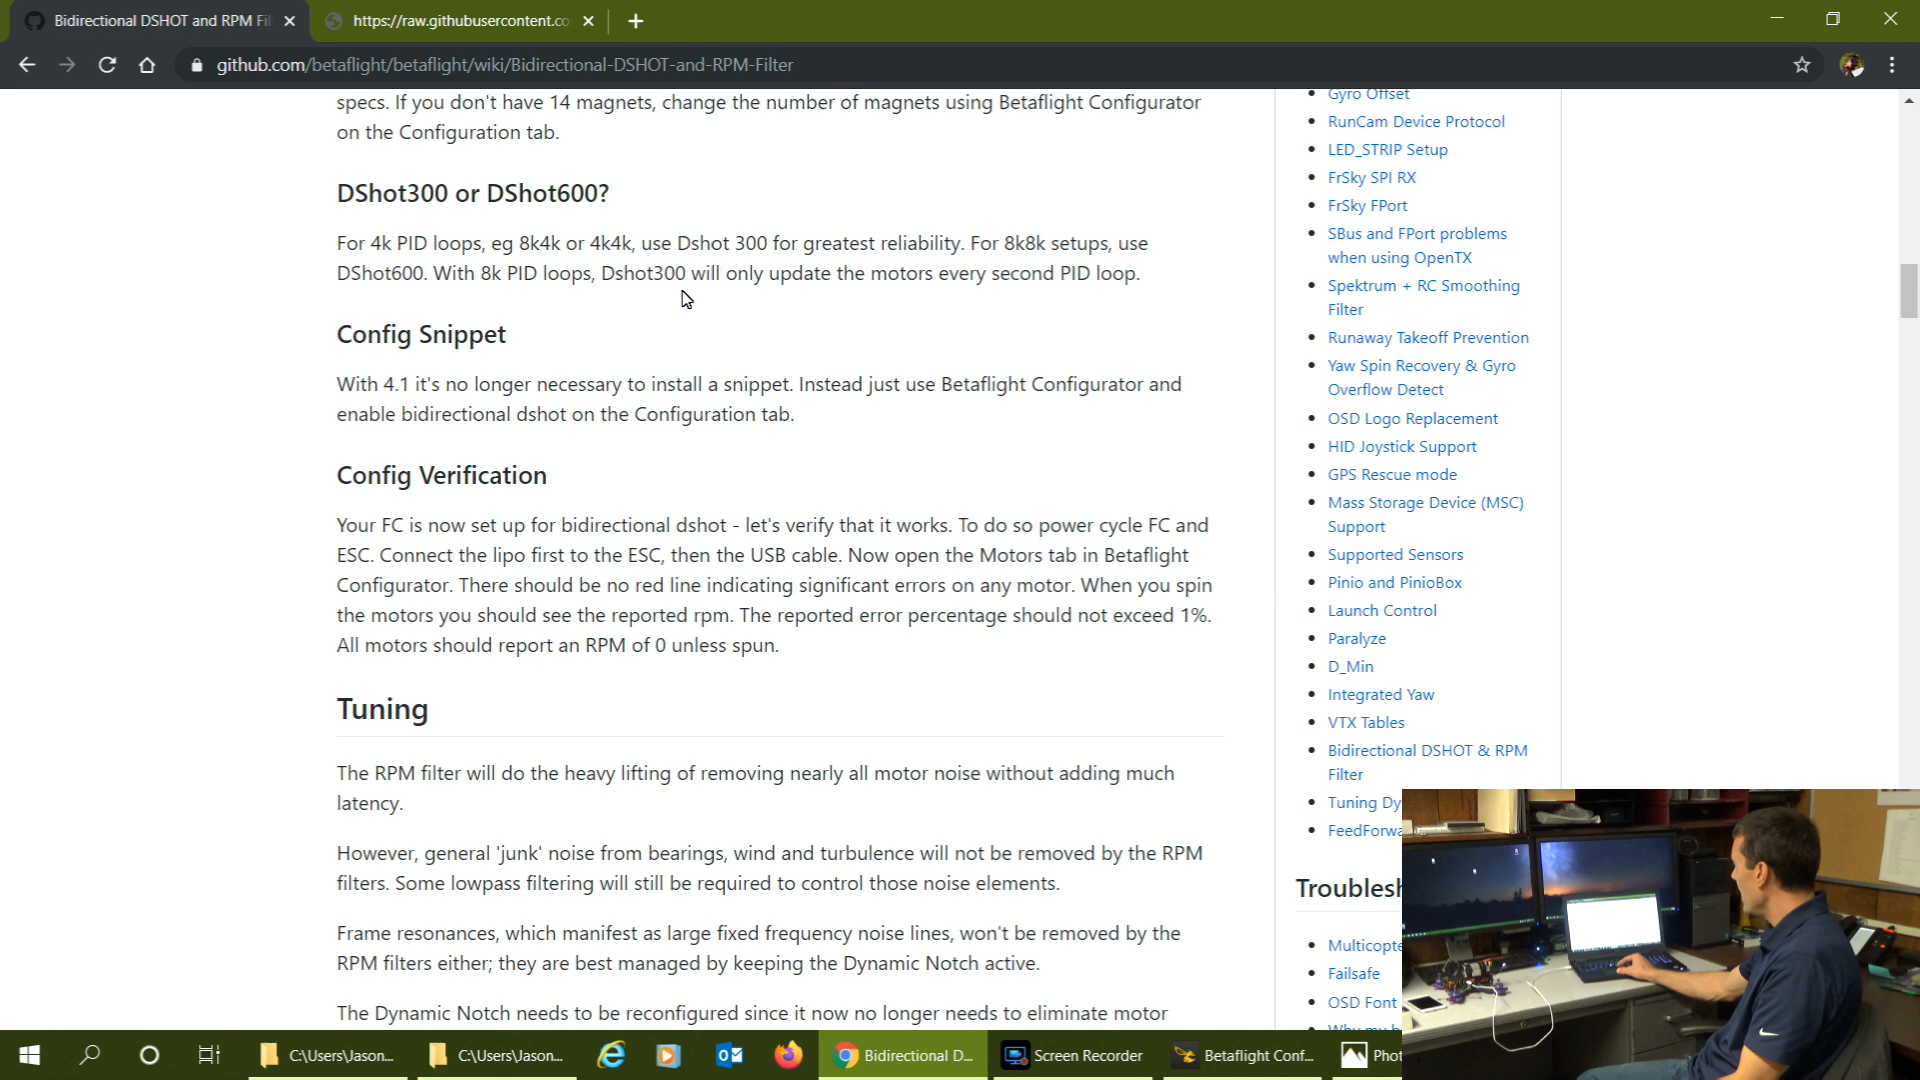 Bidirectional DSHOT and RPM Fil
https://raw.githubusercontent.co
github.com/betaflight/betaflight/wiki/Bidirectional-DSHOT-and-RPM-Filter
specs. If you don't have 14 magnets, change the number of magnets using Betaflight Configurator
on the Configuration tab.
DShot300 or DShot600?
For 4k PID loops, eg 8k4k or 4k4k, use Dshot 300 for greatest reliability. For 8k8k setups, use
DShot600. With 8k PID loops, Dshot300 will only update the motors every second PID loop.
Config Snippet
With 4.1 it's no longer necessary to install a snippet. Instead just use Betaflight Configurator and
enable bidirectional dshot on the Configuration tab.
Config Verification
Your FC is now set up for bidirectional dshot - let's verify that it works. To do so power cycle FC and
ESC. Connect the lipo first to the ESC, then the USB cable. Now open the Motors tab in Betaflight
Configurator. There should be no red line indicating significant errors on any motor. When you spin
the motors you should see the reported rpm. The reported error percentage should not exceed 1%.
All motors should report an RPM of 0 unless spun.
Tuning
The RPM filter will do the heavy lifting of removing nearly all motor noise without adding much
latency.
However, general 'junk' noise from bearings, wind and turbulence will not be removed by the RPM
filters. Some lowpass filtering will still be required to control those noise elements.
Frame resonances, which manifest as large fixed frequency noise lines, won't be removed by the
RPM filters either; they are best managed by keeping the Dynamic Notch active.
The Dynamic Notch needs to be reconfigured since it now no longer needs to eliminate motor
Gyro Offset
RunCam Device Protocol
LED_STRIP Setup
FrSky SPI RX
FrSky FPort
SBus and FPort problems
when using OpenTX
Spektrum + RC Smoothing
Filter
Runaway Takeoff Prevention
Yaw Spin Recovery & Gyro
Overflow Detect
OSD Logo Replacement
HID Joystick Support
GPS Rescue mode
Mass Storage Device (MSC)
Support
Supported Sensors
Pinio and PinioBox
Launch Control
Paralyze
D_Min
Integrated Yaw
VTX Tables
Bidirectional DSHOT & RPM
Filter
Tuning Dy
FeedForwa
Troublesh
Multicopte
Failsafe
OSD Font
Why my b
C:\Users\Jason...
C:\Users\Jason...
Bidirectional D...
Screen Recorder
Betaflight Conf...
Phot